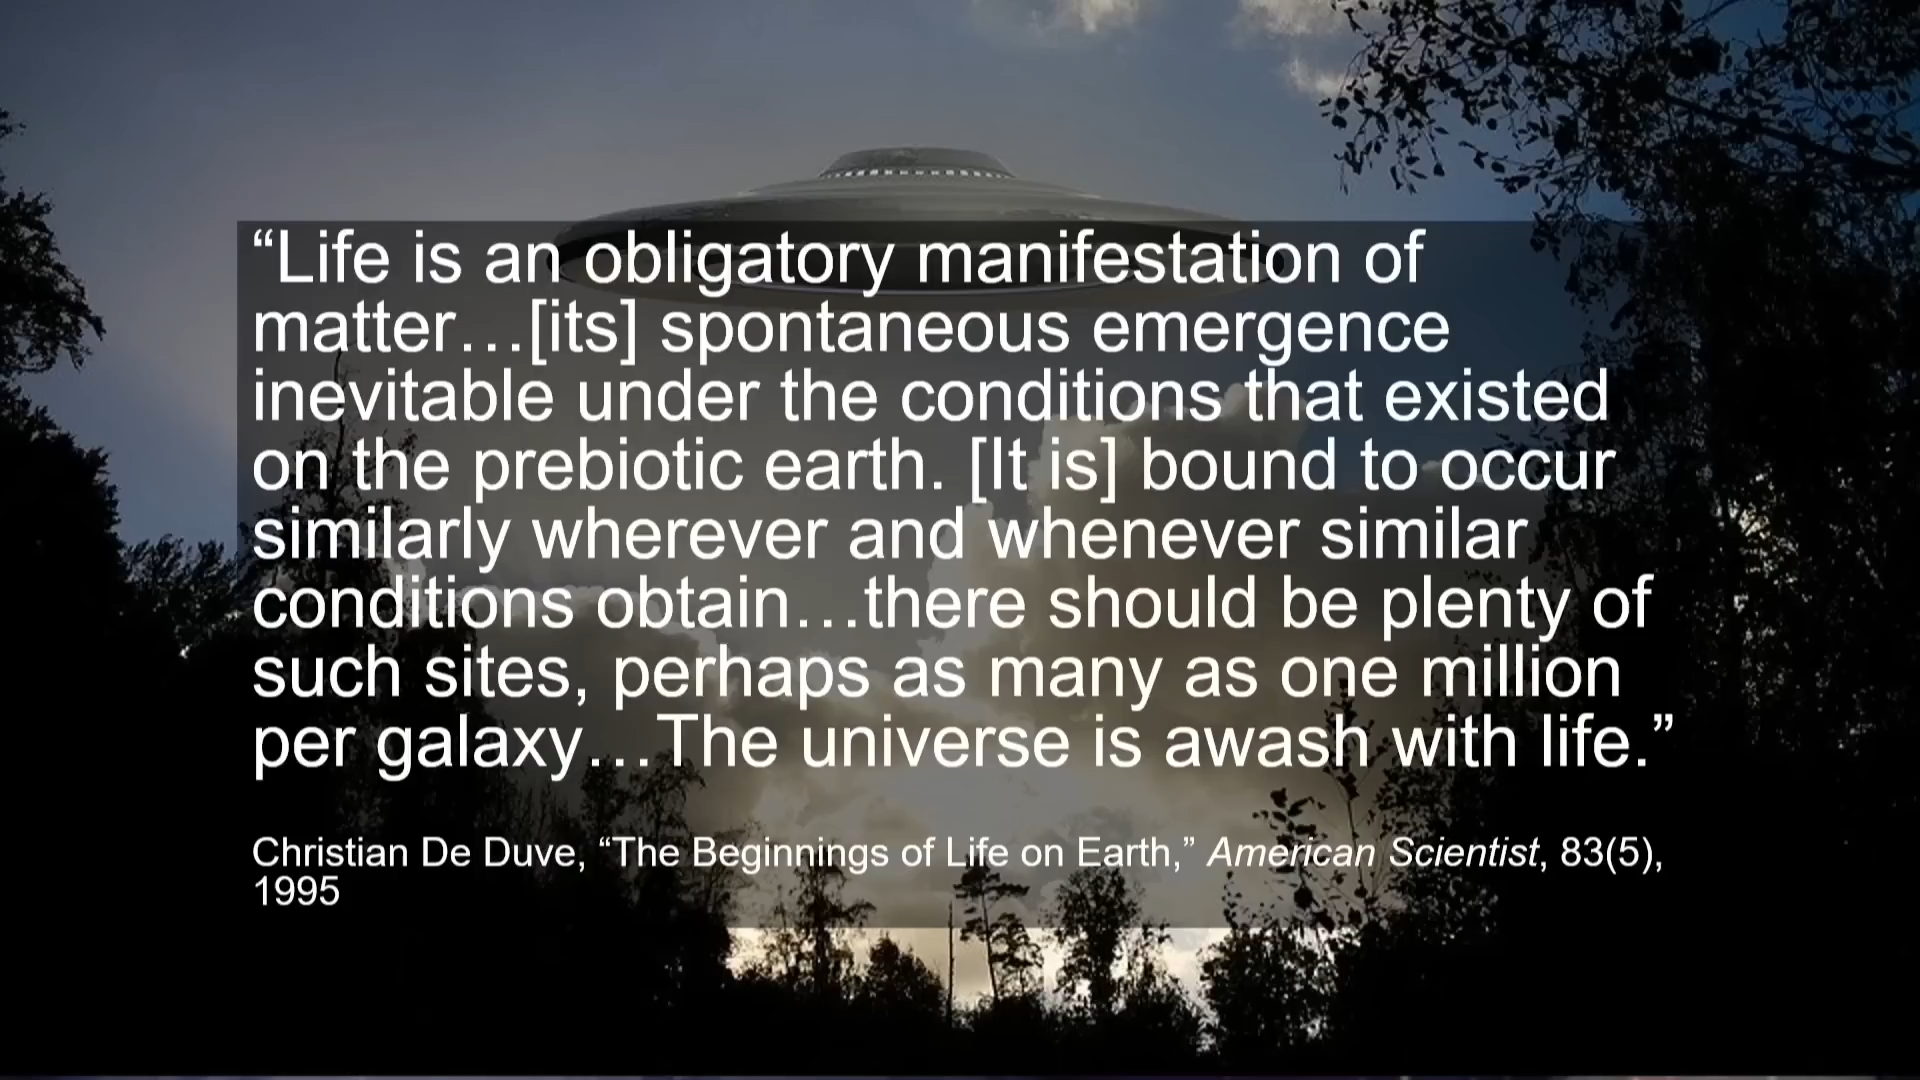 “Life is an obligatory manifestation of
matter…[its] spontaneous emergence
inevitable under the conditions that existed
on the prebiotic earth. [It is] bound to occur
similarly wherever and whenever similar
conditions obtain…there should be plenty of
such sites, perhaps as many as one million
per galaxy…The universe is awash with life.”
Christian De Duve, “The Beginnings of Life on Earth,” American Scientist, 83(5),
1995